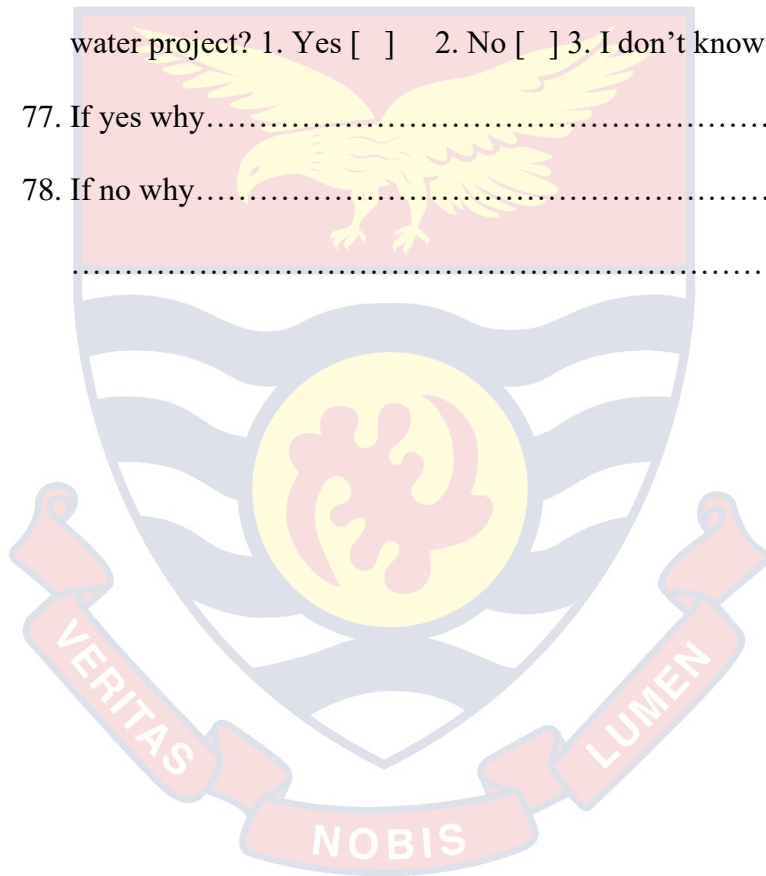 water project? 1. Yes [  ]    2. No [  ] 3. I don’t know
77. If yes why……………………………………………………
78. If no why……………………………………………………
………………………………………………………………
VERITAS
NOBIS
LUMEN